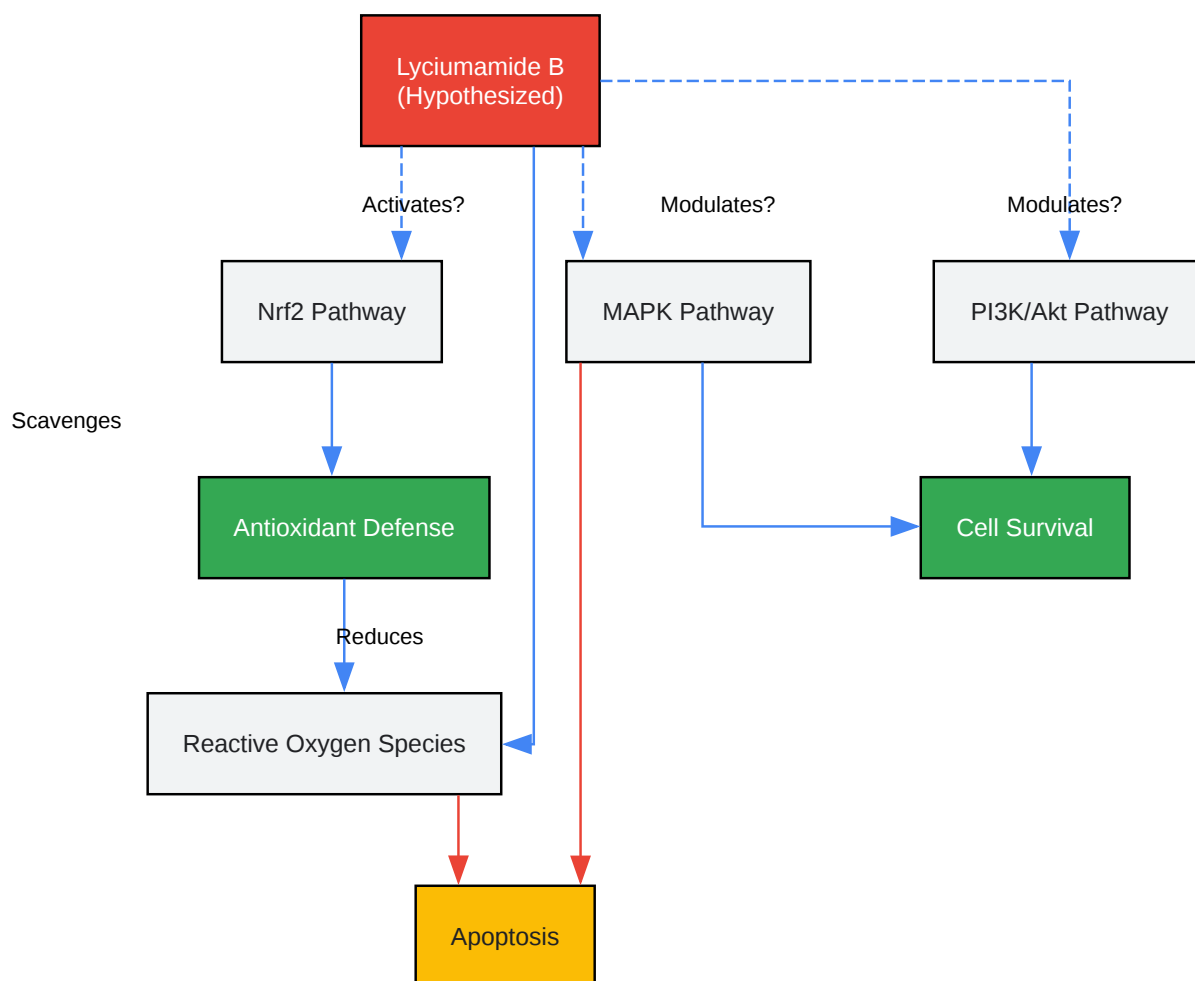 Lyciumamide B
(Hypothesized)
Activates?
Modulates?
Modulates?
Nrf2 Pathway
MAPK Pathway
PI3K/Akt Pathway
Scavenges
Antioxidant Defense
Cell Survival
Reduces
Reactive Oxygen Species
Apoptosis